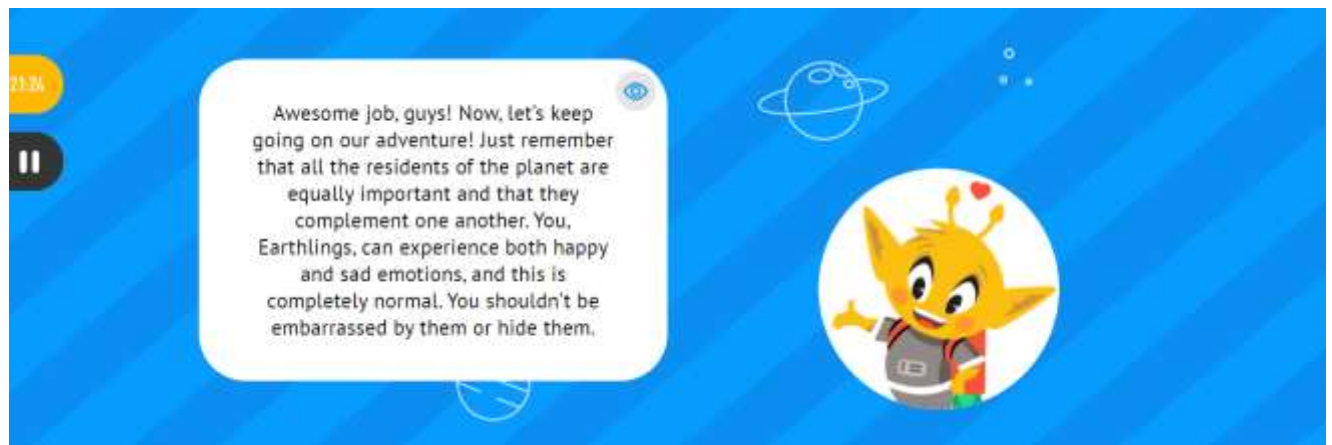 21:24
Awesome job, guys! Now, let's keep
going on our adventure! Just remember
that all the residents of the planet are
equally important and that they
complement one another. You,
Earthlings, can experience both happy
and sad emotions, and this is
completely normal. You shouldn't be
embarrassed by them or hide them.